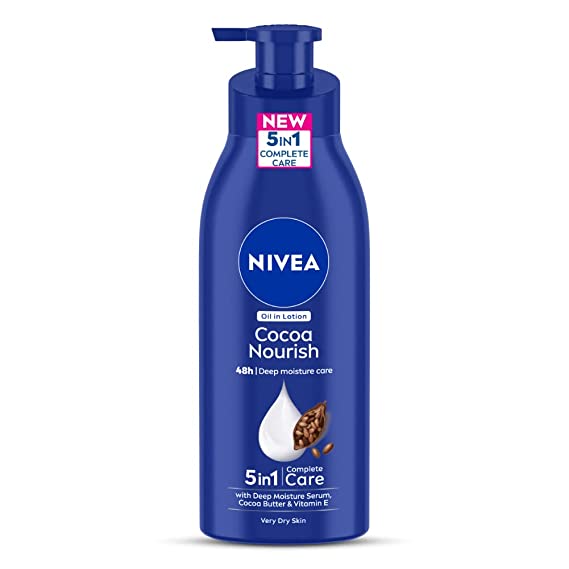 NEW
5IN1
COMPLETE
CARE
NIVEA
Oil in Lotion
Cocoa
Nourish
48h | Deep moisture care
5in1 | Complete Care
with Deep Moisture Serum,
Cocoa Butter & Vitamin E
Very Dry Skin